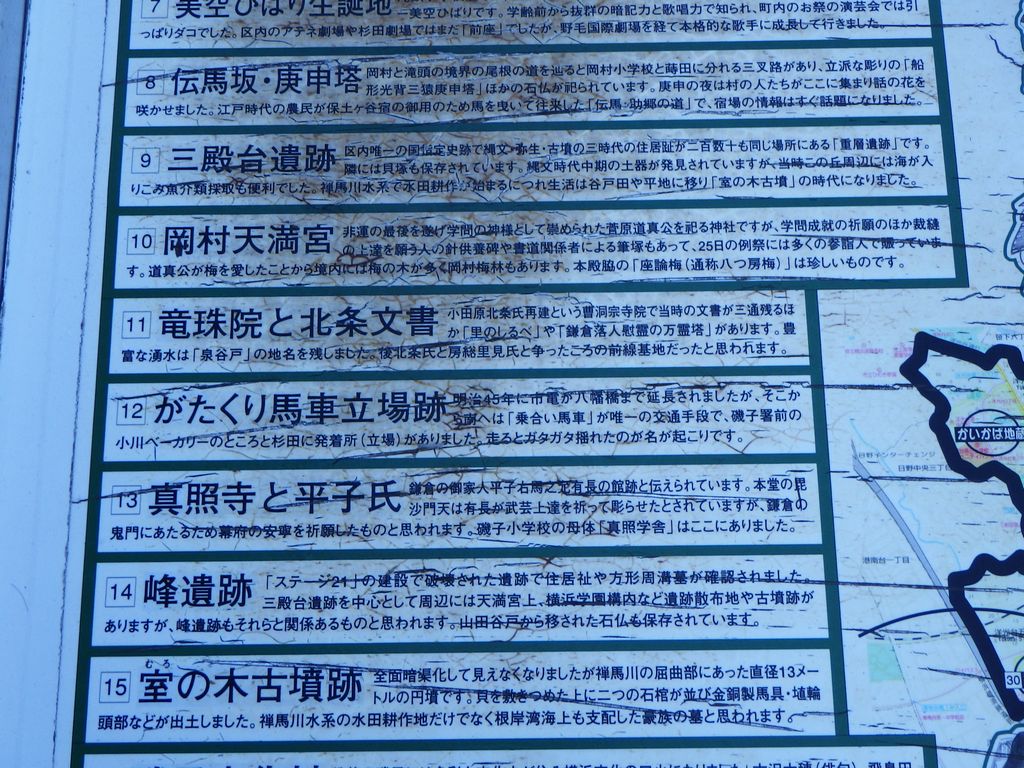 7 美空ひばり生誕地
―美空ひばりです。学齢前から抜群の暗記力と歌唱力で知られ、町内のお祭の演芸会では引
っぱりダコでした。区内のアテネ劇場や杉田劇場ではまだ「前座」でしたが、野毛国際劇場を経て本格的な歌手に成長して行きました。
8 伝馬坂・庚申塔
岡村と滝頭の境界の尾根の道を辿ると岡村小学校と蒔田に分れる三叉路があり、立派な彫りの「船
形光背三猿庚申塔」ほかの石仏が祀られています。庚申の夜は村の人たちがここに集まり話の花を
咲かせました。江戸時代の農民が保土ヶ谷宿の御用のため馬を曳いて往来した「伝馬・助郷の道」で、宿場の情報はすぐ話題になりました。
9 三殿台遺跡
区内唯一の国指定史跡で縄文・弥生・古墳の三時代の住居趾が二百数十も同じ場所にある「重層遺跡」です。
隣には貝塚も保存されています。縄文時代中期の土器が発見されていますが、当時この丘周辺には海が入
りこみ魚介類採取も便利でした。禅馬川水系で水田耕作が始まるにつれ生活は谷戸田や平地に移り「室の木古墳」の時代になりました。
10 岡村天満宮
非運の最後を遂げ学問の神様として崇められた菅原道真公を祀る神社ですが、学問成就の祈願のほか裁縫
の上達を願う人の針供養碑や書道関係者による筆塚もあって、25日の例祭には多くの参詣人で賑っていま
す。道真公が梅を愛したことから境内には梅の木が多く岡村梅林もあります。本殿脇の「座論梅（通称八つ房梅）」は珍しいものです。
11 竜珠院と北条文書
小田原北条氏再建という曹洞宗寺院で当時の文書が三通残るほ
か「里のしるべ」や「鎌倉落人慰霊の万霊塔」があります。豊
富な湧水は「泉谷戸」の地名を残しました。後北条氏と房総里見氏と争ったころの前線基地だったと思われます。
12 がたくり馬車立場跡
明治45年に市電が八幡橋まで延長されましたが、そこか
ら南へは「乗合い馬車」が唯一の交通手段で、磯子署前の
小川ベーカリーのところと杉田に発着所（立場）がありました。走るとガタガタ揺れたのが名が起こりです。
13 真照寺と平子氏
鎌倉の御家人平子右馬之允有長の館跡と伝えられています。本堂の毘
沙門天は有長が武芸上達を祈って彫らせたとされていますが、鎌倉の
鬼門にあたるため幕府の安寧を祈願したものと思われます。磯子小学校の母体「真照学舎」はここにありました。
14 峰遺跡
「ステージ21」の建設で破壊された遺跡で住居祉や方形周溝墓が確認されました。
三殿台遺跡を中心として周辺には天満宮上、横浜学園構内など遺跡散布地や古墳跡が
ありますが、峰遺跡もそれらと関係あるものと思われます。山田谷戸から移された石仏も保存されています。
むろ
15 室の木古墳跡
全面暗渠化して見えなくなりましたが禅馬川の屈曲部にあった直径13メー
トルの円墳です。貝を敷きつめた上に二つの石棺が並び金銅製馬具・埴輪
頭部などが出土しました。禅馬川水系の水田耕作地だけでなく根岸湾海上も支配した豪族の墓と思われます。
かいかば地蔵
日野インターチェンジ
日野中央三丁目
港南台一丁目
30